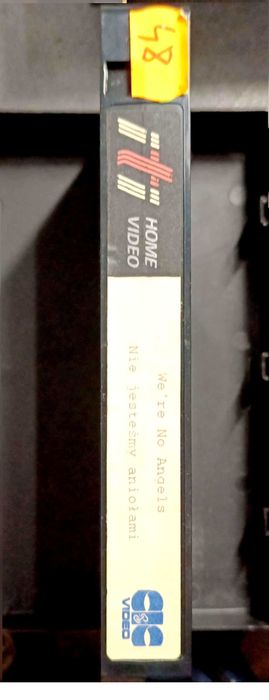 48
ITI
HOME
VIDEO
We're No Angels
Nie jesteśmy aniołami
CIC
VIDEO